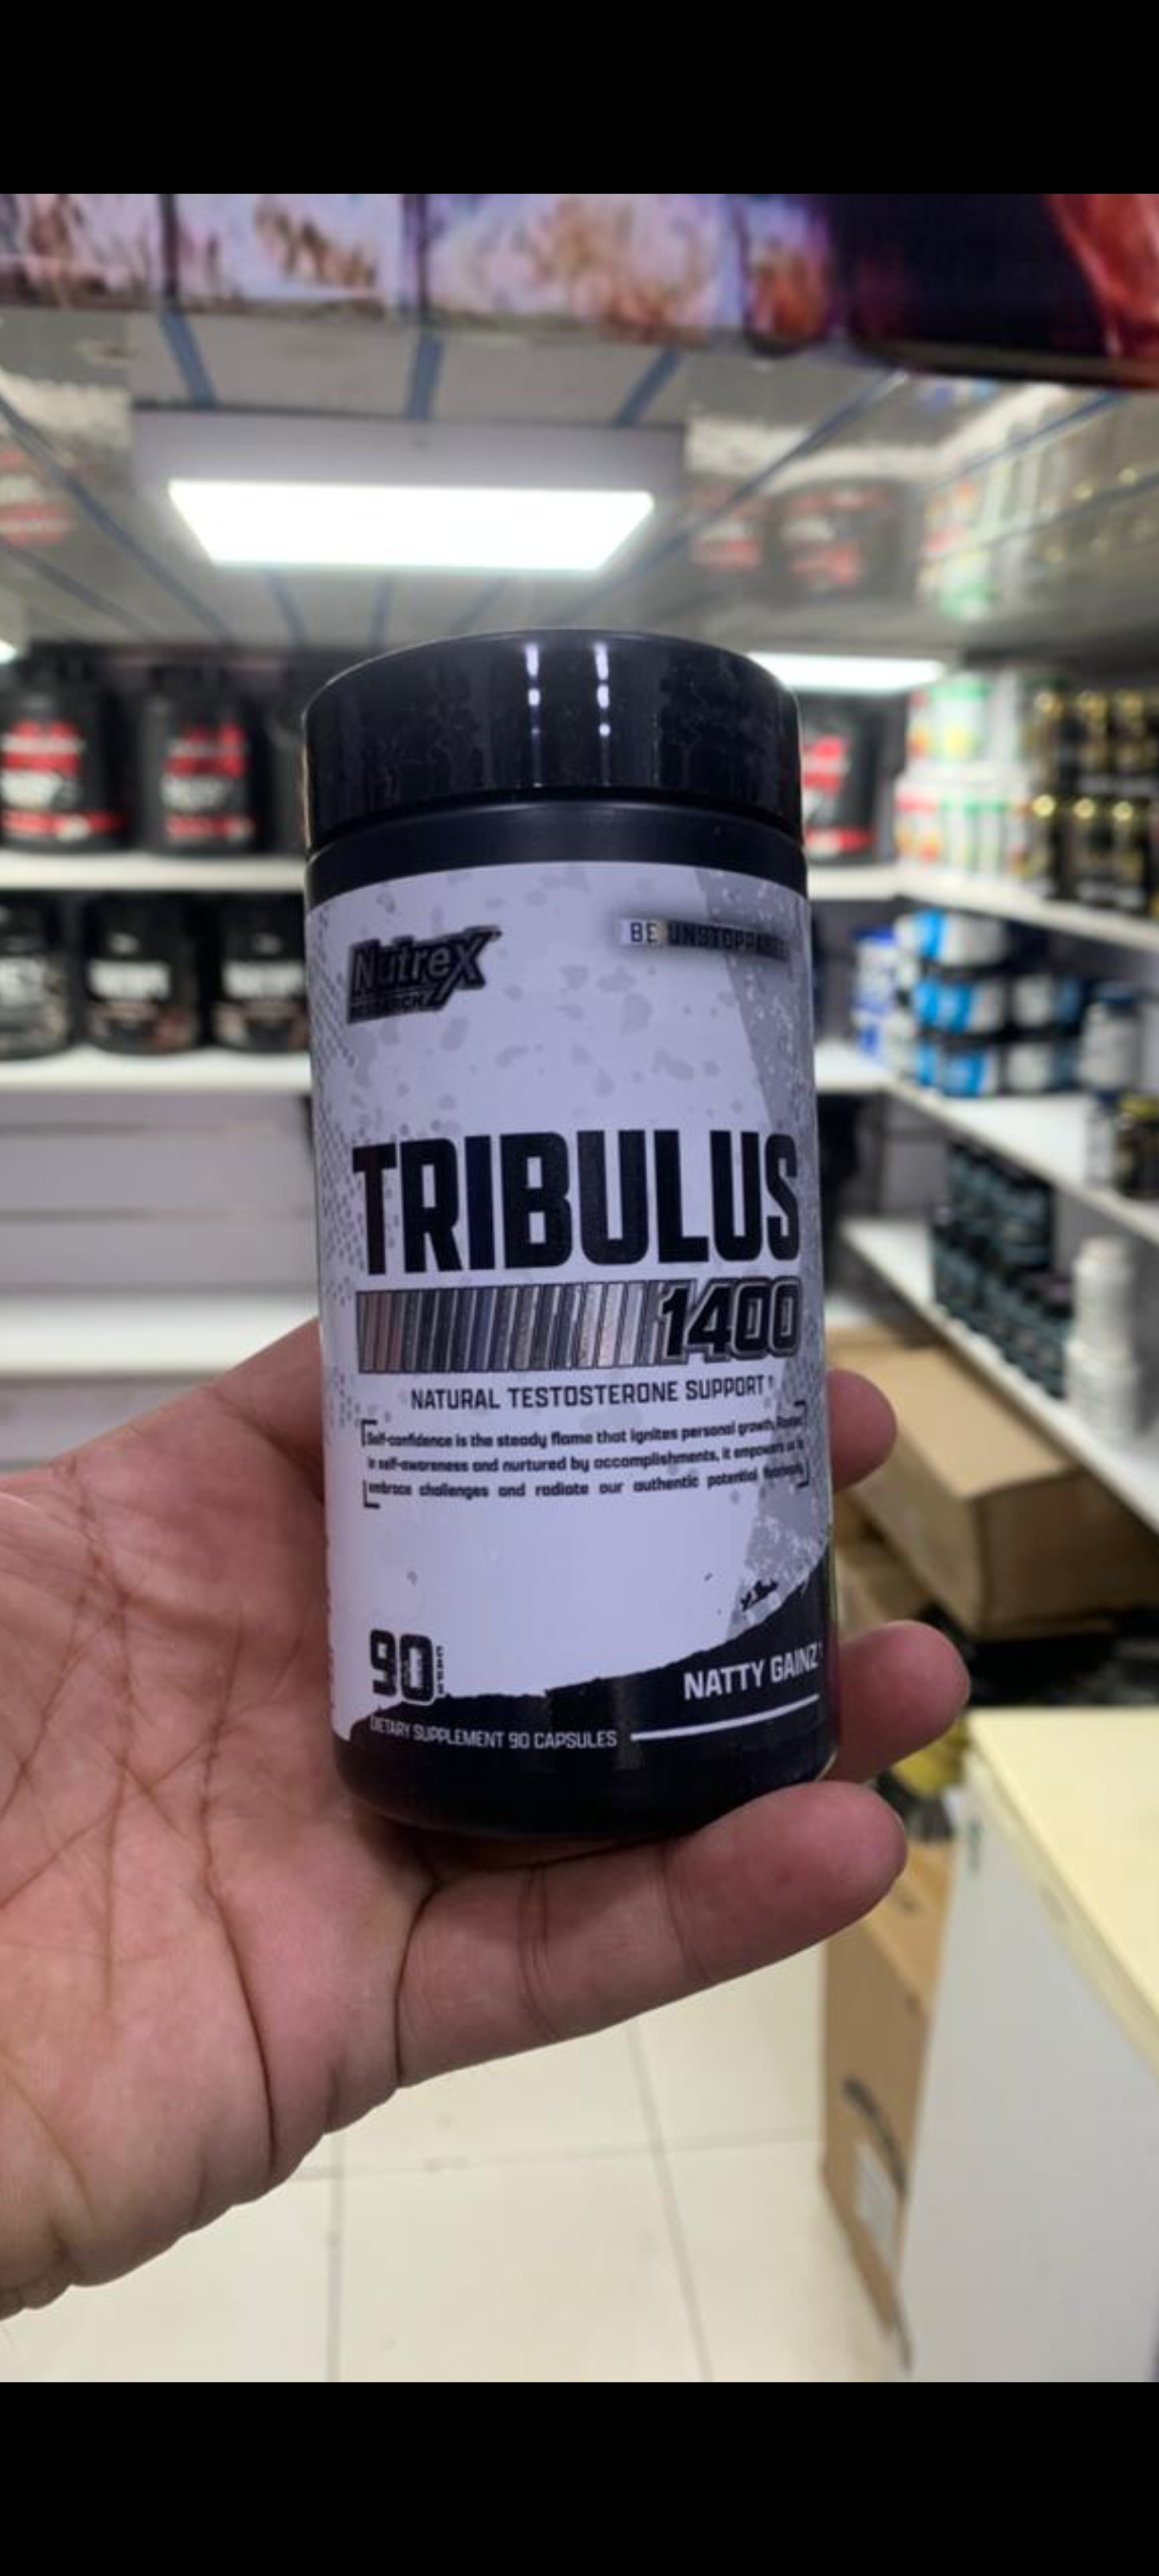 Nutrex
RESEARCH
BE UNSTOPPABLE
TRIBULUS
1400
NATURAL TESTOSTERONE SUPPORT
Self-confidence is the steady flame that ignites personal growth. Rooted
in self-awareness and nurtured by accomplishments, it empowers us to
embrace challenges and radiate our authentic potential
90
CAPS
NATTY GAINZ
DIETARY SUPPLEMENT 90 CAPSULES